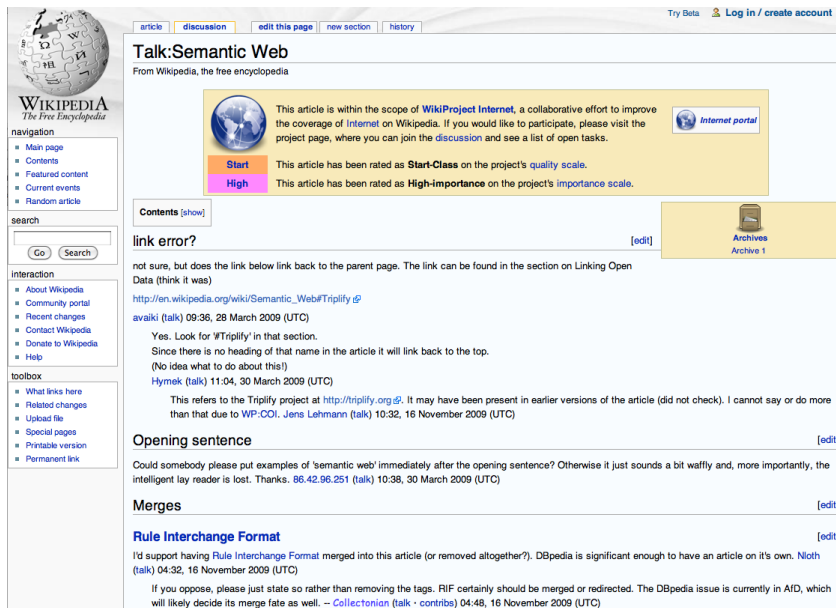 Try Beta Log in / create account
article discussion edit this page new section history
Talk:Semantic Web
From Wikipedia, the free encyclopedia
WIKIPEDIA
The Free Encyclopedia
navigation
Main page
Contents
Featured content
Current events
Random article
search
Go Search
interaction
About Wikipedia
Community portal
Recent changes
Contact Wikipedia
Donate to Wikipedia
Help
toolbox
What links here
Related changes
Upload file
Special pages
Printable version
Permanent link
This article is within the scope of WikiProject Internet, a collaborative effort to improve
the coverage of Internet on Wikipedia. If you would like to participate, please visit the
project page, where you can join the discussion and see a list of open tasks.
Internet portal
Start This article has been rated as Start-Class on the project's quality scale.
High This article has been rated as High-importance on the project's importance scale.
Contents [show]
Archives
Archive 1
link error? [edit]
not sure, but does the link below link back to the parent page. The link can be found in the section on Linking Open
Data (think it was)
http://en.wikipedia.org/wiki/Semantic_Web#Triplify
avaiki (talk) 09:36, 28 March 2009 (UTC)
Yes. Look for '#Triplify' in that section.
Since there is no heading of that name in the article it will link back to the top.
(No idea what to do about this!)
Hymek (talk) 11:04, 30 March 2009 (UTC)
This refers to the Triplify project at http://triplify.org. It may have been present in earlier versions of the article (did not check). I cannot say or do more
than that due to WP:COI. Jens Lehmann (talk) 10:32, 16 November 2009 (UTC)
Opening sentence [edit
Could somebody please put examples of 'semantic web' immediately after the opening sentence? Otherwise it just sounds a bit waffly and, more importantly, the
intelligent lay reader is lost. Thanks. 86.42.96.251 (talk) 10:38, 30 March 2009 (UTC)
Merges [edit
Rule Interchange Format [edit
I'd support having Rule Interchange Format merged into this article (or removed altogether?). DBpedia is significant enough to have an article on it's own. Nloth
(talk) 04:32, 16 November 2009 (UTC)
If you oppose, please just state so rather than removing the tags. RIF certainly should be merged or redirected. The DBpedia issue is currently in AfD, which
will likely decide its merge fate as well. -- Collectonian (talk · contribs) 04:48, 16 November 2009 (UTC)